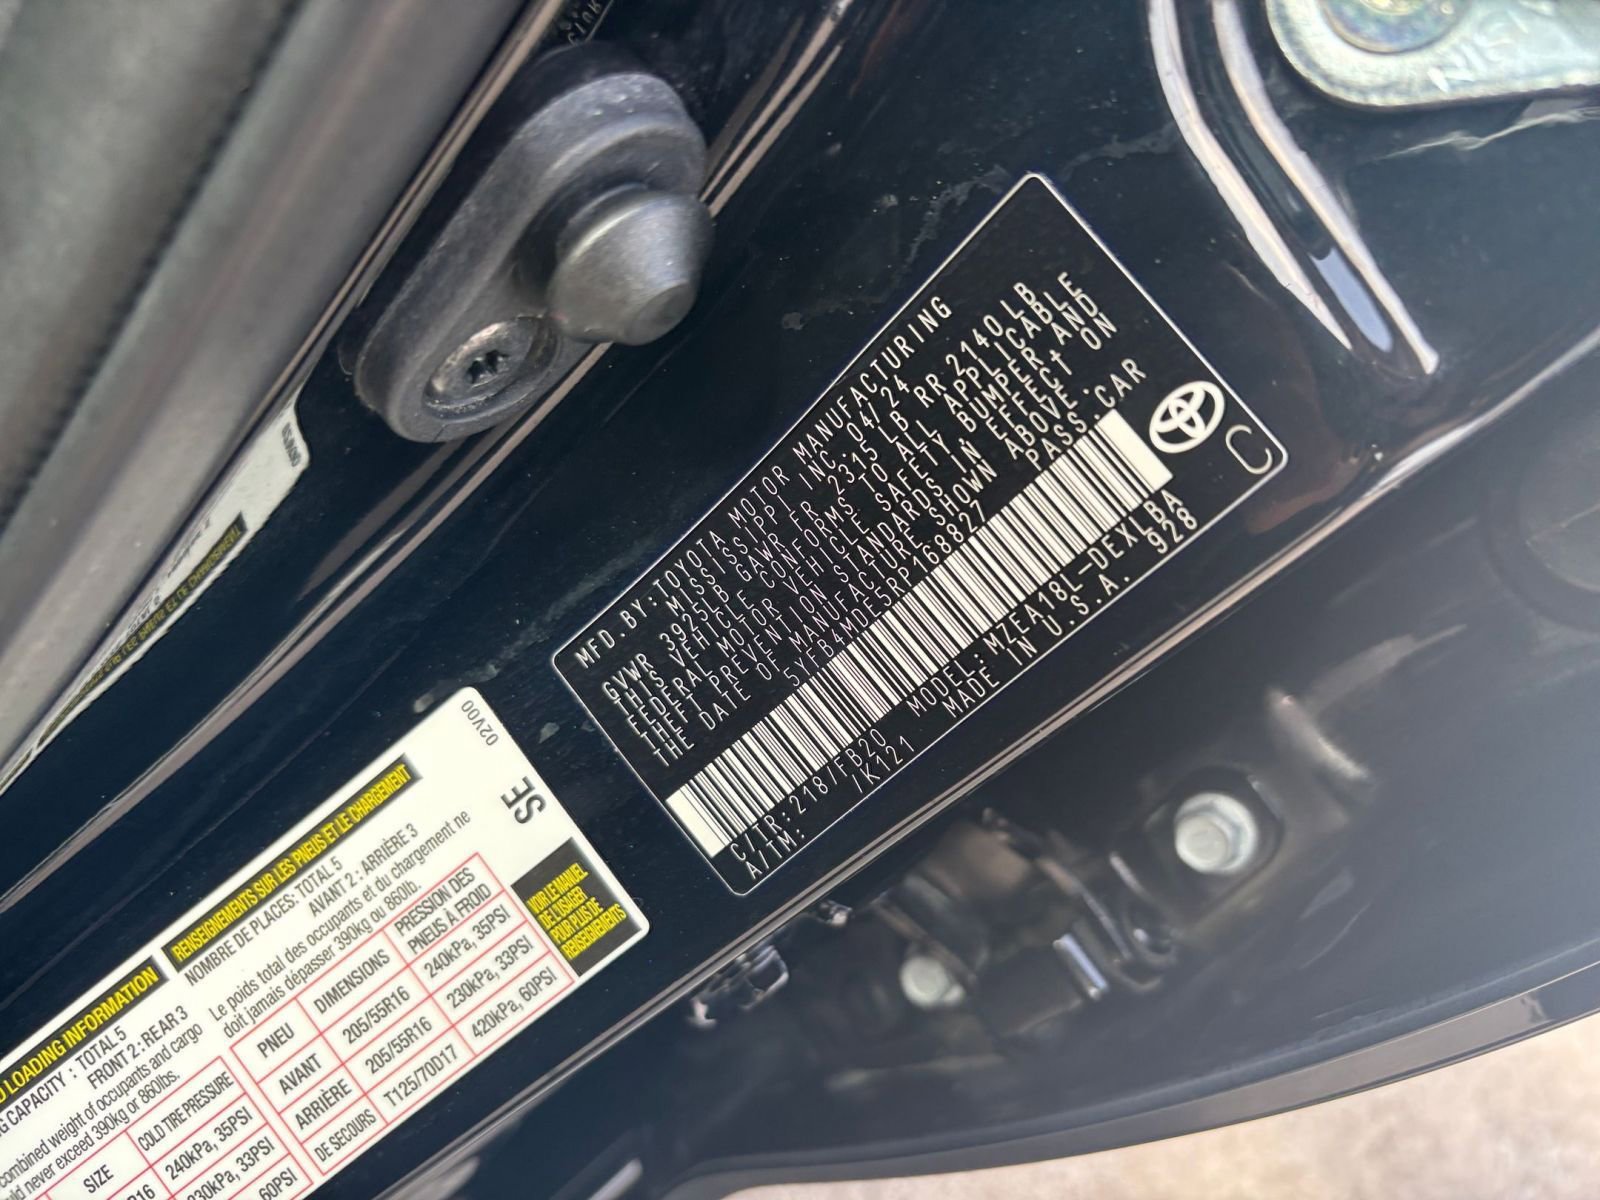 MFD.BY:TOYOTA MOTOR MANUFACTURING
MISSISSIPPI INC. 04/24
GVWR 3925LB GAWR FR 2315 LB RR 2140 LB
THIS VEHICLE CONFORMS TO ALL APPLICABLE
FEDERAL MOTOR VEHICLE SAFETY, BUMPER AND
THEFT PREVENTION STANDARDS IN EFFECT ON
THE DATE OF MANUFACTURE SHOWN ABOVE.
5YFB4MDE5RP168827 PASS.CAR
C/TR:218/FB20 MODEL:MZEA18L-DEXLBA
A/TM: /K121 MADE IN U.S.A. 928
C
02V00
SE
RENSEIGNEMENTS SUR LES PNEUS ET LE CHARGEMENT
NOMBRE DE PLACES: TOTAL 5
AVANT 2 : ARRIÈRE 3
Le poids total des occupants et du chargement ne
doit jamais dépasser 390kg ou 860lb.
PNEU DIMENSIONS PRESSION DES PNEUS À FROID
AVANT 205/55R16 240kPa, 35PSI
ARRIÈRE 205/55R16 230kPa, 33PSI
DE SECOURS T125/70D17 420kPa, 60PSI
VOIR LE MANUEL
DE L'USAGER
POUR PLUS DE
RENSEIGNEMENTS
LOADING INFORMATION
CAPACITY : TOTAL 5
FRONT 2 : REAR 3
combined weight of occupants and cargo
never exceed 390kg or 860lbs.
SIZE COLD TIRE PRESSURE
240kPa, 35PSI
33PSI
60PSI